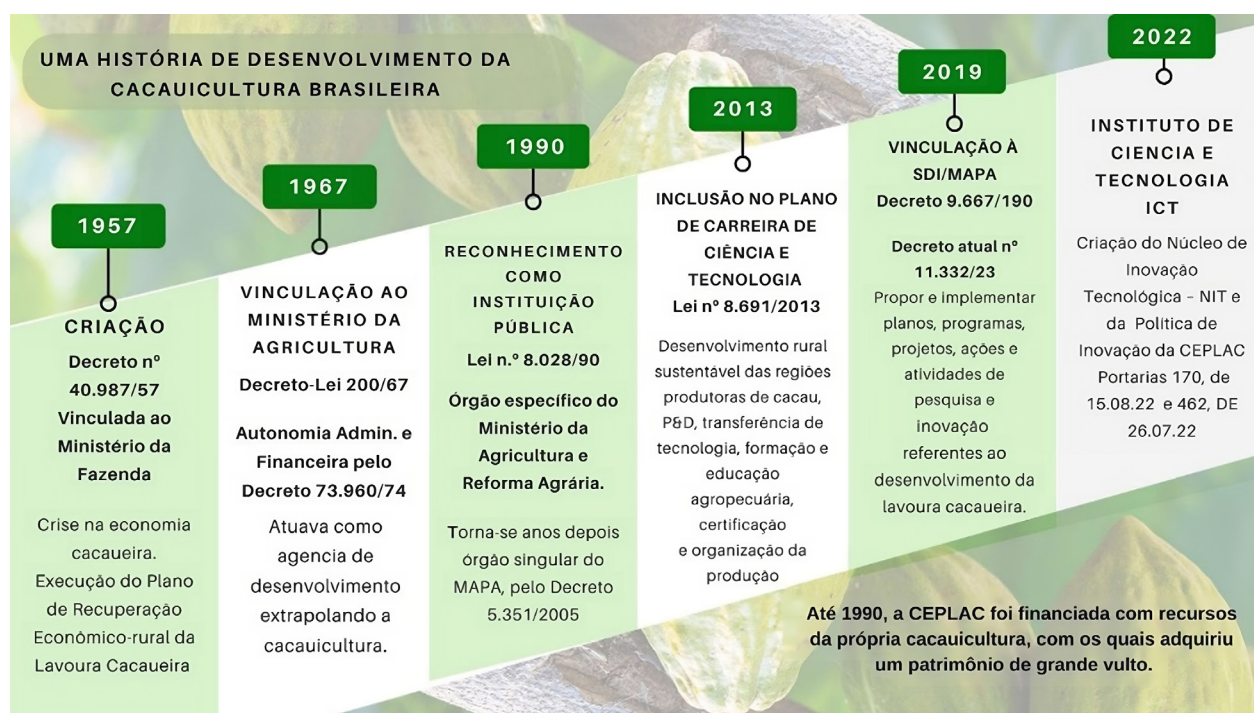 UMA HISTÓRIA DE DESENVOLVIMENTO DA
CACAUICULTURA BRASILEIRA
1957
CRIAÇÃO
Decreto nº
40.987/57
Vinculada ao
Ministério da
Fazenda
Crise na economia
cacaueira.
Execução do Plano
de Recuperação
Econômico-rural da
Lavoura Cacaueira
1967
VINCULAÇÃO AO
MINISTÉRIO DA
AGRICULTURA
Decreto-Lei 200/67
Autonomia Admin. e
Financeira pelo
Decreto 73.960/74
Atuava como
agencia de
desenvolvimento
extrapolando a
cacauicultura.
1990
RECONHECIMENTO
COMO
INSTITUIÇÃO
PÚBLICA
Lei n.º 8.028/90
Órgão específico do
Ministério da
Agricultura e
Reforma Agrária.
Torna-se anos depois
órgão singular do
MAPA, pelo Decreto
5.351/2005
2013
INCLUSÃO NO PLANO
DE CARREIRA DE
CIÊNCIA E
TECNOLOGIA
Lei nº 8.691/2013
Desenvolvimento rural
sustentável das regiões
produtoras de cacau,
P&D, transferência de
tecnologia, formação e
educação
agropecuária,
certificação
e organização da
produção
2019
VINCULAÇÃO À
SDI/MAPA
Decreto 9.667/190
Decreto atual nº
11.332/23
Propor e implementar
planos, programas,
projetos, ações e
atividades de
pesquisa e
inovação
referentes ao
desenvolvimento da
lavoura cacaueira.
2022
INSTITUTO DE
CIENCIA E
TECNOLOGIA
ICT
Criação do Núcleo de
Inovação
Tecnológica – NIT e
da Política de
Inovação da CEPLAC
Portarias 170, de
15.08.22 e 462, DE
26.07.22
Até 1990, a CEPLAC foi financiada com recursos
da própria cacauicultura, com os quais adquiriu
um patrimônio de grande vulto.